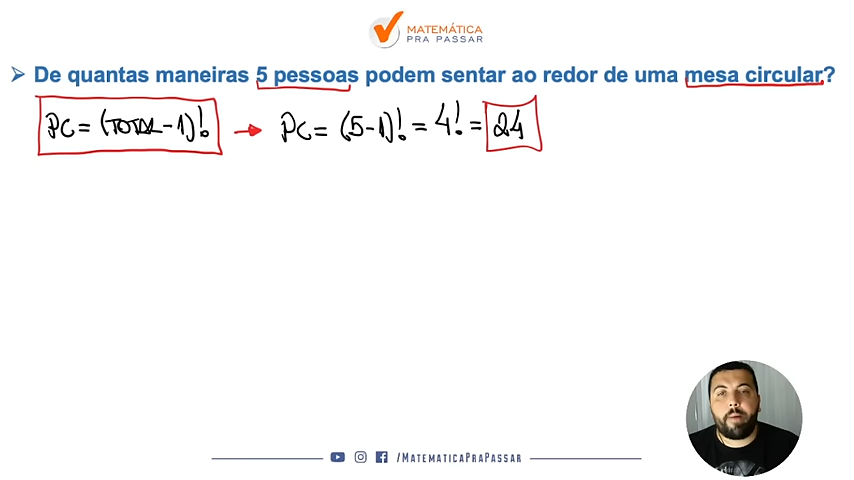 MATEMÁTICA
PRA PASSAR
➢ De quantas maneiras 5 pessoas podem sentar ao redor de uma mesa circular?
PC = (TOTAL - 1)! → PC = (5 - 1)! = 4! = 24
/MATEMATICAPRAPASSAR